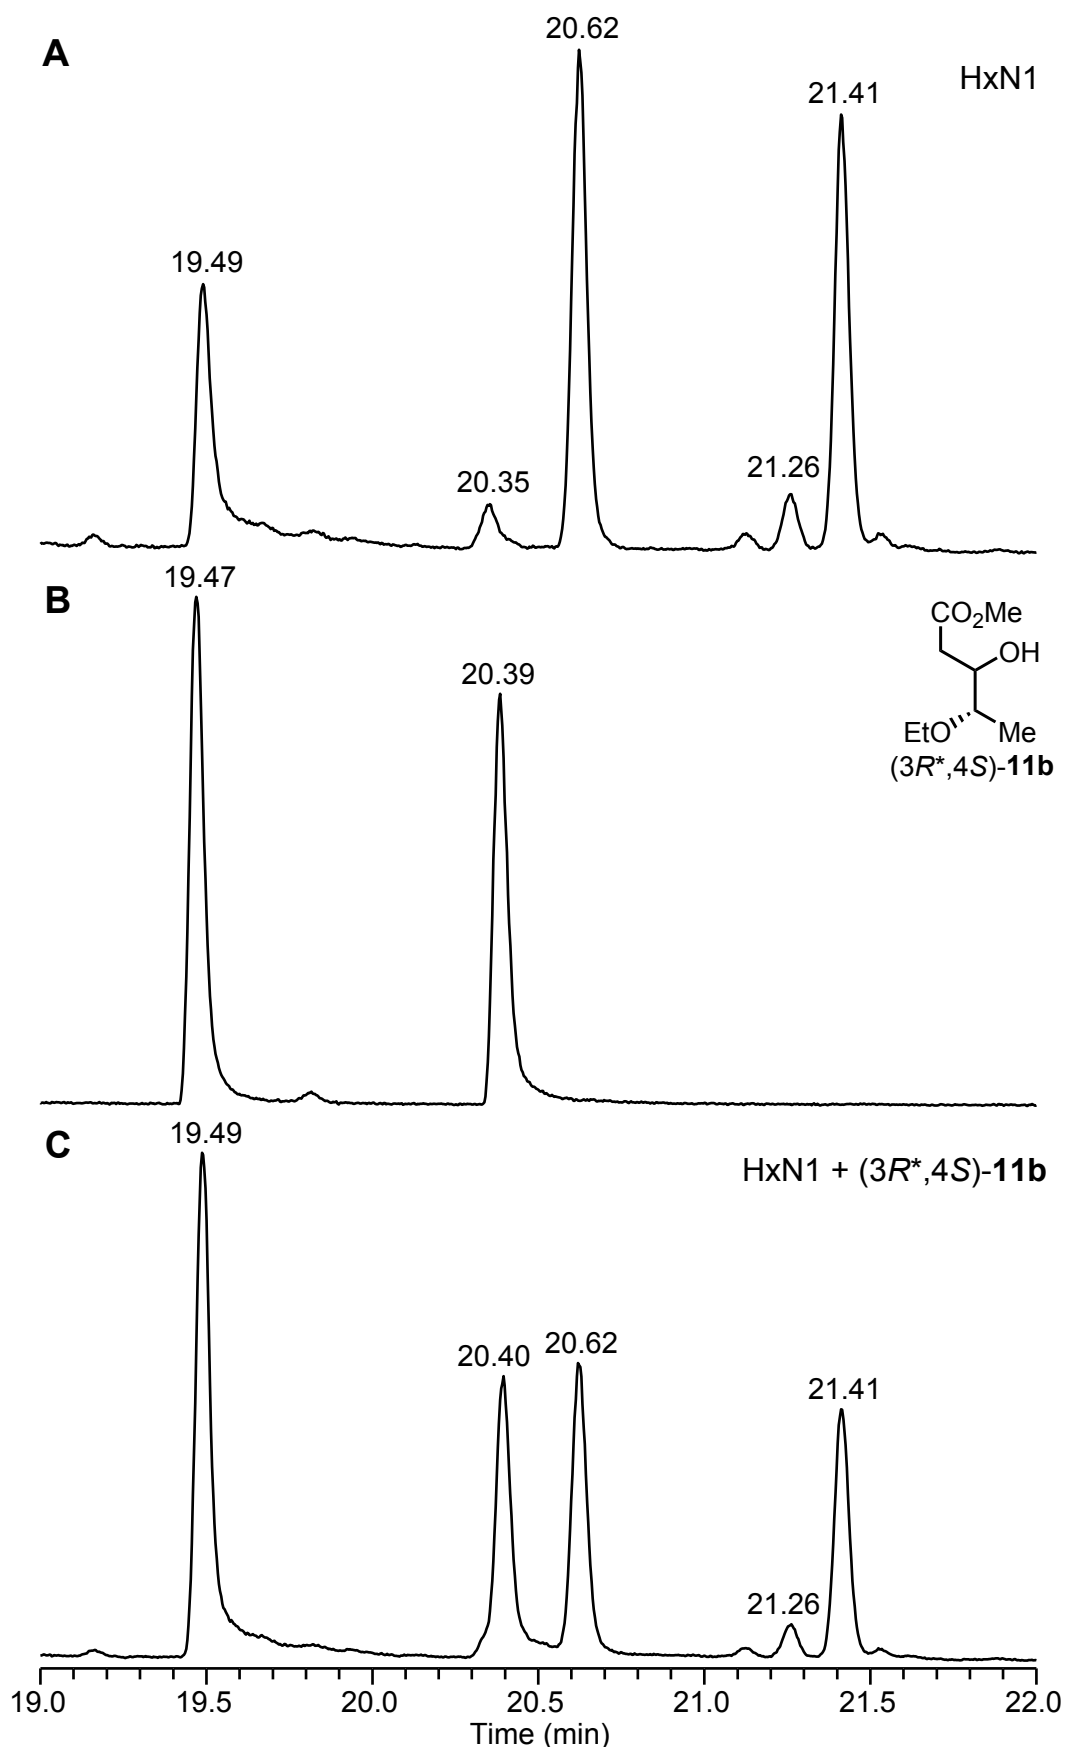 A
20.62
HxN1
21.41
19.49
20.35
21.26
B
19.47
20.39
CO2Me
OH
EtO
Me
(3R*,4S)-11b
C
19.49
HxN1 + (3R*,4S)-11b
20.40
20.62
21.41
21.26
19.0 19.5 20.0 20.5 21.0 21.5 22.0
Time (min)